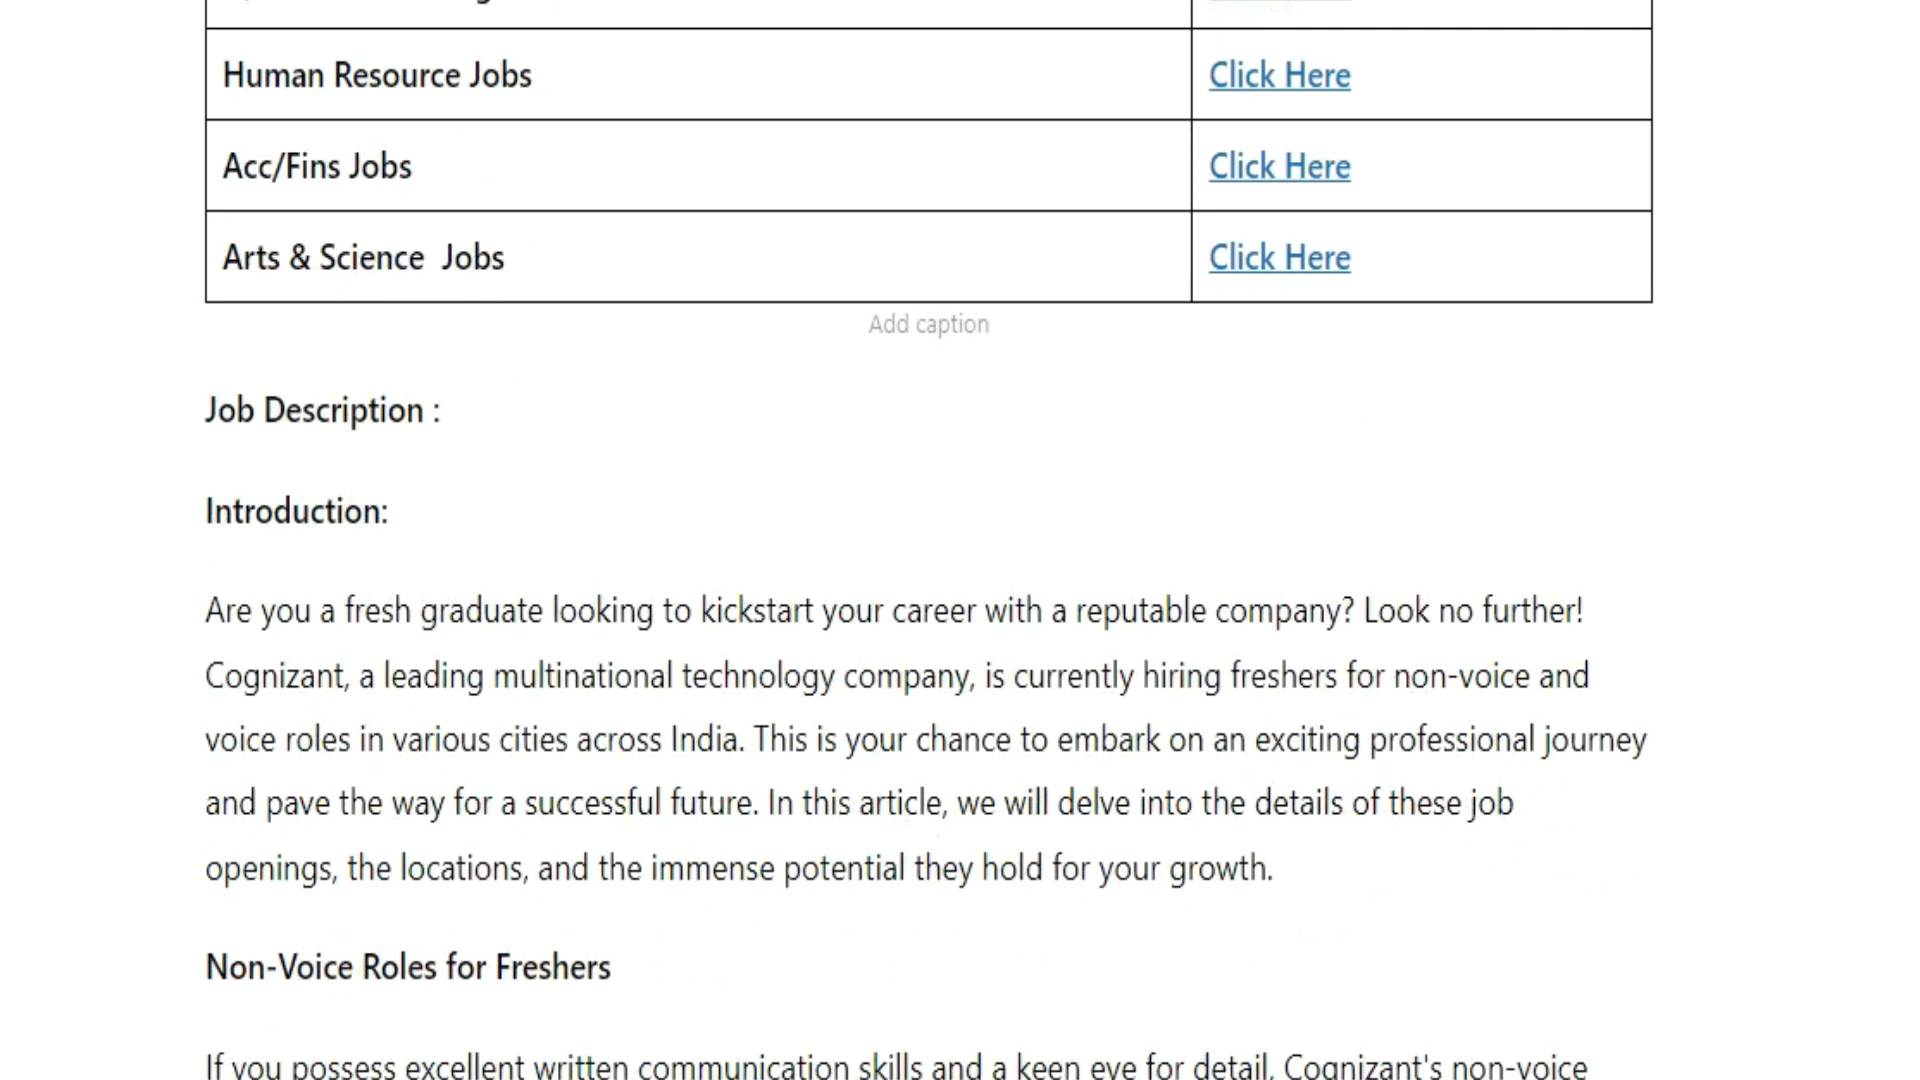 Human Resource Jobs Click Here
Acc/Fins Jobs Click Here
Arts & Science Jobs Click Here
Add caption
Job Description :
Introduction:
Are you a fresh graduate looking to kickstart your career with a reputable company? Look no further!
Cognizant, a leading multinational technology company, is currently hiring freshers for non-voice and
voice roles in various cities across India. This is your chance to embark on an exciting professional journey
and pave the way for a successful future. In this article, we will delve into the details of these job
openings, the locations, and the immense potential they hold for your growth.
Non-Voice Roles for Freshers
If you possess excellent written communication skills and a keen eye for detail, Cognizant's non-voice